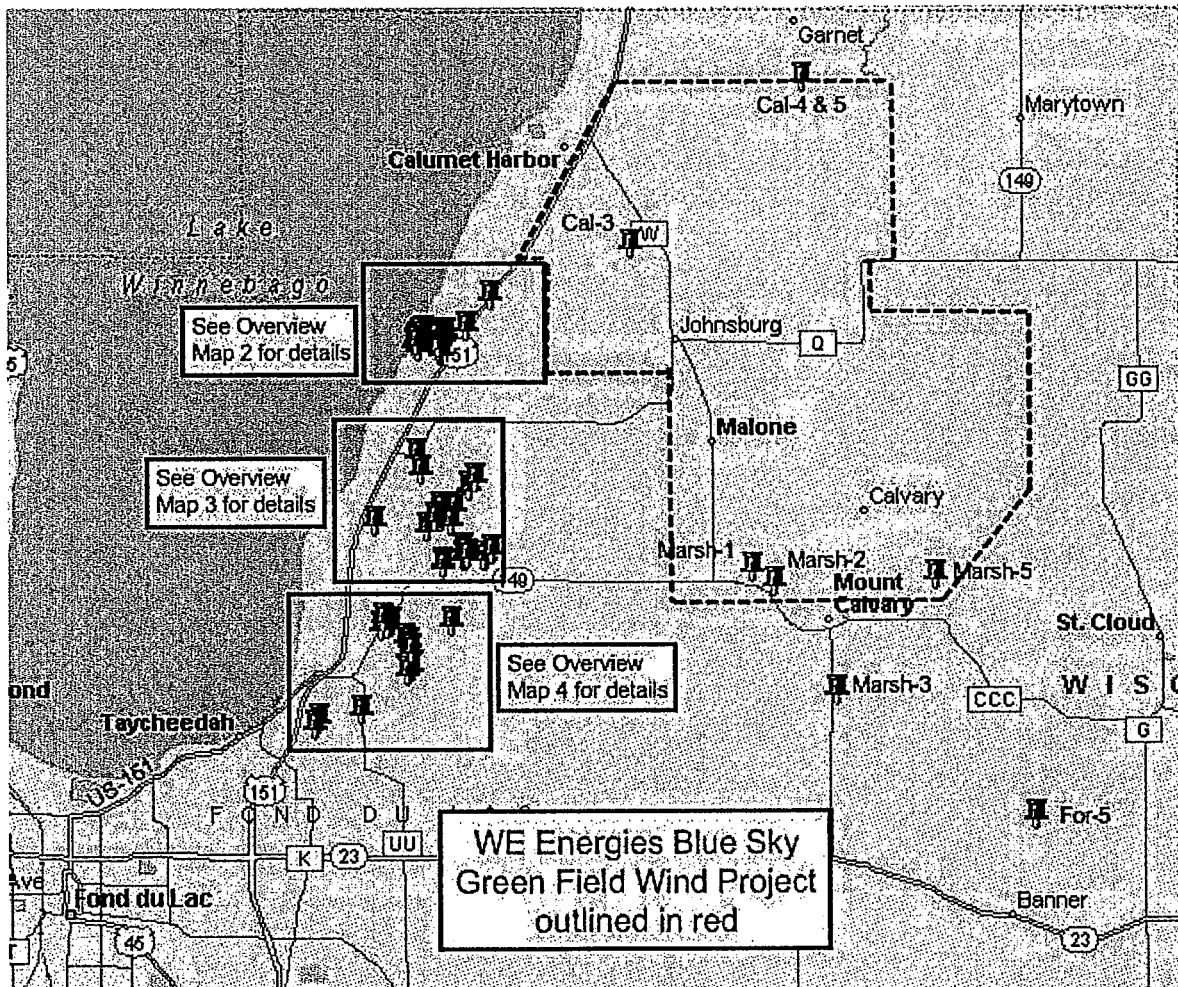 Garnet
Cal-4 & 5
Marytown
Calumet Harbor
149
Lake
Winnebago
Cal-3
W
See Overview
Map 2 for details
151
Johnsburg
Q
GG
Malone
See Overview
Map 3 for details
Calvary
Marsh-1
Marsh-2
Marsh-5
Mount
Calvary
St. Cloud
See Overview
Map 4 for details
Marsh-3
W I S
CCC
G
ond
Taycheedah
US-151
151
F O N D D U
UU
K
23
For-5
WE Energies Blue Sky
Green Field Wind Project
outlined in red
Ave
Fond du Lac
45
Banner
23